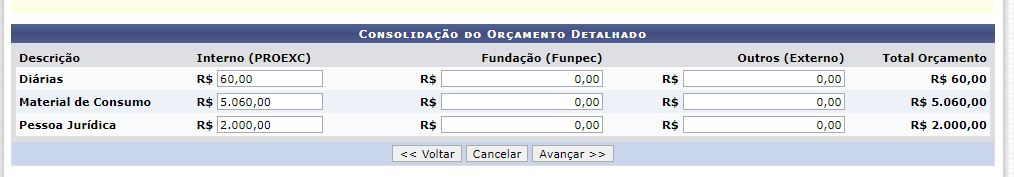 Consolidação do Orçamento Detalhado
Descrição Interno (PROEXC) Fundação (Funpec) Outros (Externo) Total Orçamento
Diárias R$ 60,00 R$ 0,00 R$ 0,00 R$ 60,00
Material de Consumo R$ 5.060,00 R$ 0,00 R$ 0,00 R$ 5.060,00
Pessoa Jurídica R$ 2.000,00 R$ 0,00 R$ 0,00 R$ 2.000,00
<< Voltar Cancelar Avançar >>